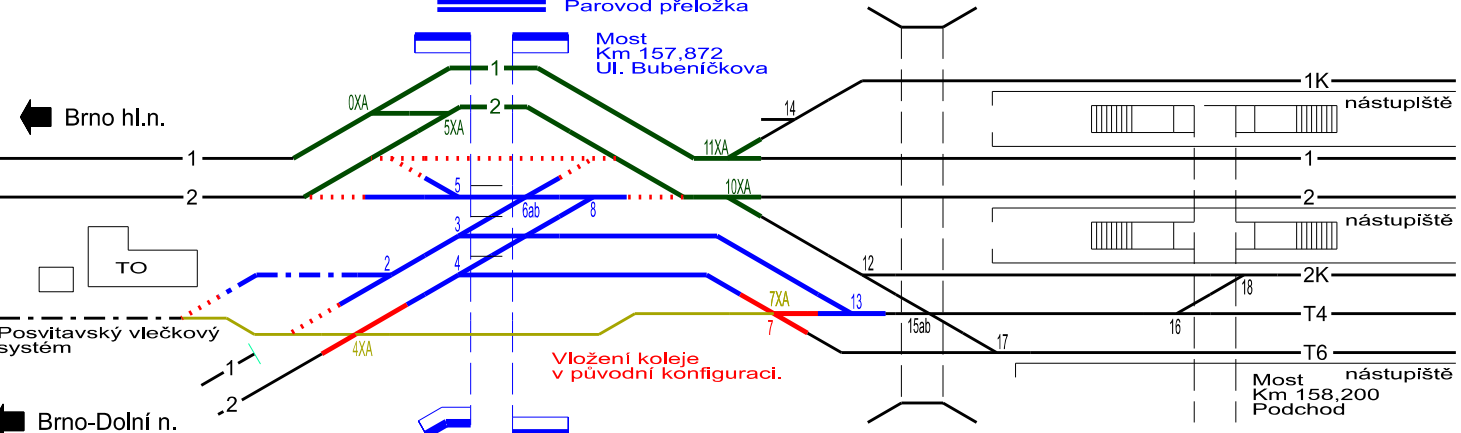 Parovod přeložka
Most
Km 157,872
Ul. Bubeníčkova
1
2
1K
nástupiště
14
0XA
5XA
Brno hl.n.
11XA
1
1
10XA
2
2
nástupiště
5
6ab
8
3
TO
2
4
12
2K
18
7XA
13
7
15ab
16
T4
Posvitavský vlečkový
systém
4XA
17
T6
1
Vložení koleje
v původní konfiguraci.
nástupiště
2
Most
Km 158,200
Podchod
Brno-Dolní n.